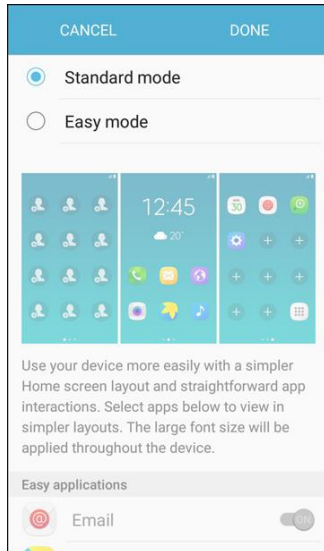 CANCEL DONE
Standard mode
Easy mode
12:45
20°
30
Use your device more easily with a simpler
Home screen layout and straightforward app
interactions. Select apps below to view in
simpler layouts. The large font size will be
applied throughout the device.
Easy applications
Email ON